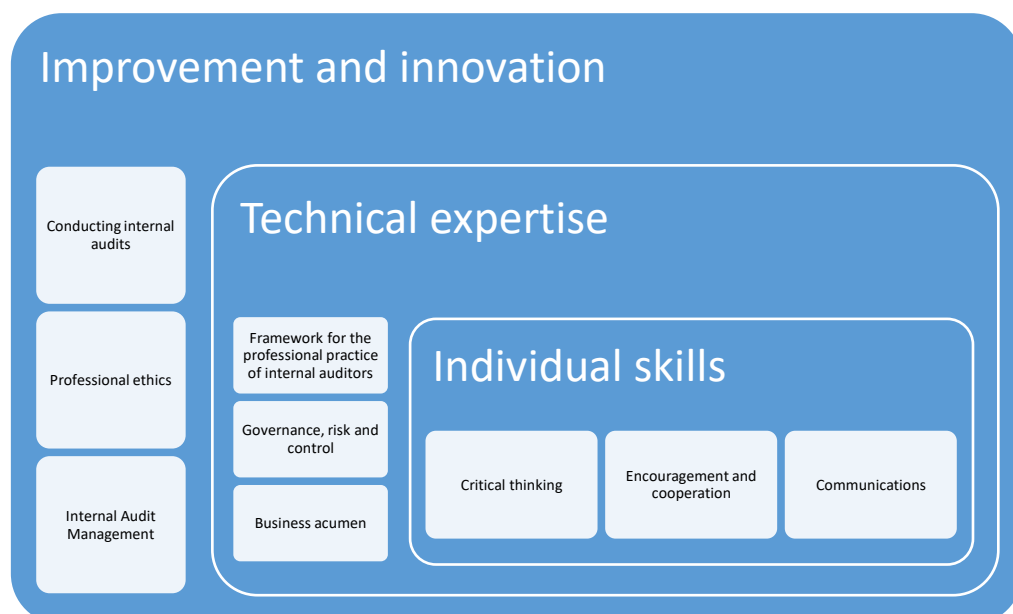 Improvement and innovation
Conducting internal
audits
Professional ethics
Internal Audit
Management
Technical expertise
Framework for the
professional practice
of internal auditors
Governance, risk and
control
Business acumen
Individual skills
Critical thinking
Encouragement and
cooperation
Communications